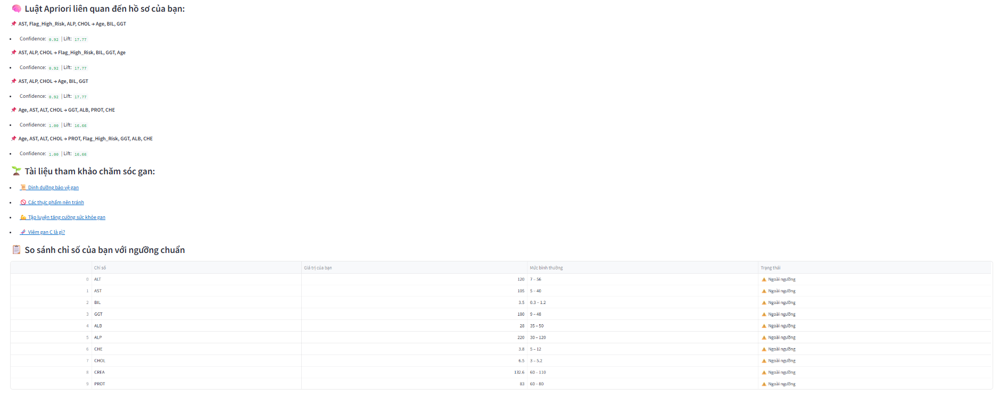 🧠 Luật Apriori liên quan đến hồ sơ của bạn:
📌 AST, Flag_High_Risk, ALP, CHOL → Age, BIL, GGT
• Confidence: 0.92 | Lift: 17.77
📌 AST, ALP, CHOL → Flag_High_Risk, BIL, GGT, Age
• Confidence: 0.92 | Lift: 17.77
📌 AST, ALP, CHOL → Age, BIL, GGT
• Confidence: 0.92 | Lift: 17.77
📌 Age, AST, ALT, CHOL → GGT, ALB, PROT, CHE
• Confidence: 1.00 | Lift: 16.66
📌 Age, AST, ALT, CHOL → PROT, Flag_High_Risk, GGT, ALB, CHE
• Confidence: 1.00 | Lift: 16.66
🌱 Tài liệu tham khảo chăm sóc gan:
• 📜 Dinh dưỡng bảo vệ gan
• 🚫 Các thực phẩm nên tránh
• 💪 Tập luyện tăng cường sức khỏe gan
• 🧬 Viêm gan C là gì?
📋 So sánh chỉ số của bạn với ngưỡng chuẩn
Chỉ số Giá trị của bạn Mức bình thường Trạng thái
0 ALT 120 7 – 56 ⚠️ Ngoài ngưỡng
1 AST 105 5 – 40 ⚠️ Ngoài ngưỡng
2 BIL 3.5 0.3 – 1.2 ⚠️ Ngoài ngưỡng
3 GGT 180 9 – 48 ⚠️ Ngoài ngưỡng
4 ALB 28 35 – 50 ⚠️ Ngoài ngưỡng
5 ALP 220 30 – 120 ⚠️ Ngoài ngưỡng
6 CHE 3.8 5 – 12 ⚠️ Ngoài ngưỡng
7 CHOL 6.5 3 – 5.2 ⚠️ Ngoài ngưỡng
8 CREA 132.6 60 – 110 ⚠️ Ngoài ngưỡng
9 PROT 83 60 – 80 ⚠️ Ngoài ngưỡng